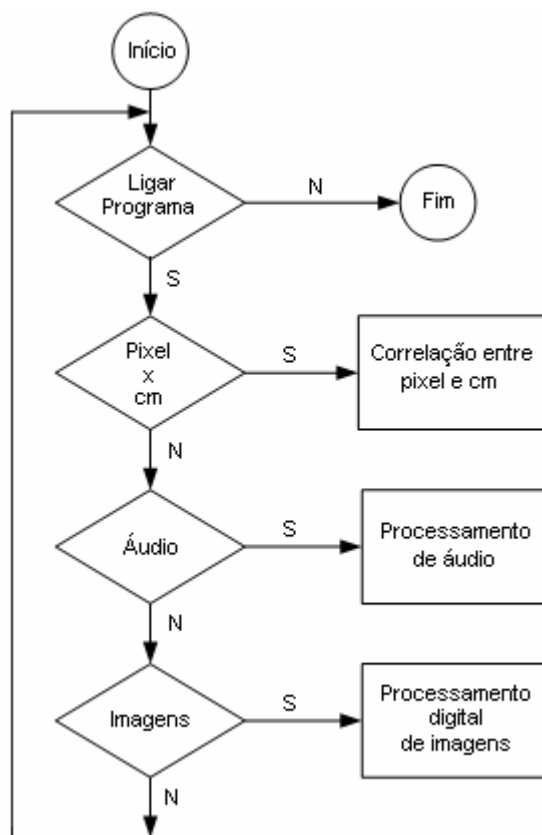 Início
Ligar
Programa
N
Fim
S
Pixel
x
cm
S
Correlação entre
pixel e cm
N
Áudio
S
Processamento
de áudio
N
Imagens
S
Processamento
digital
de imagens
N